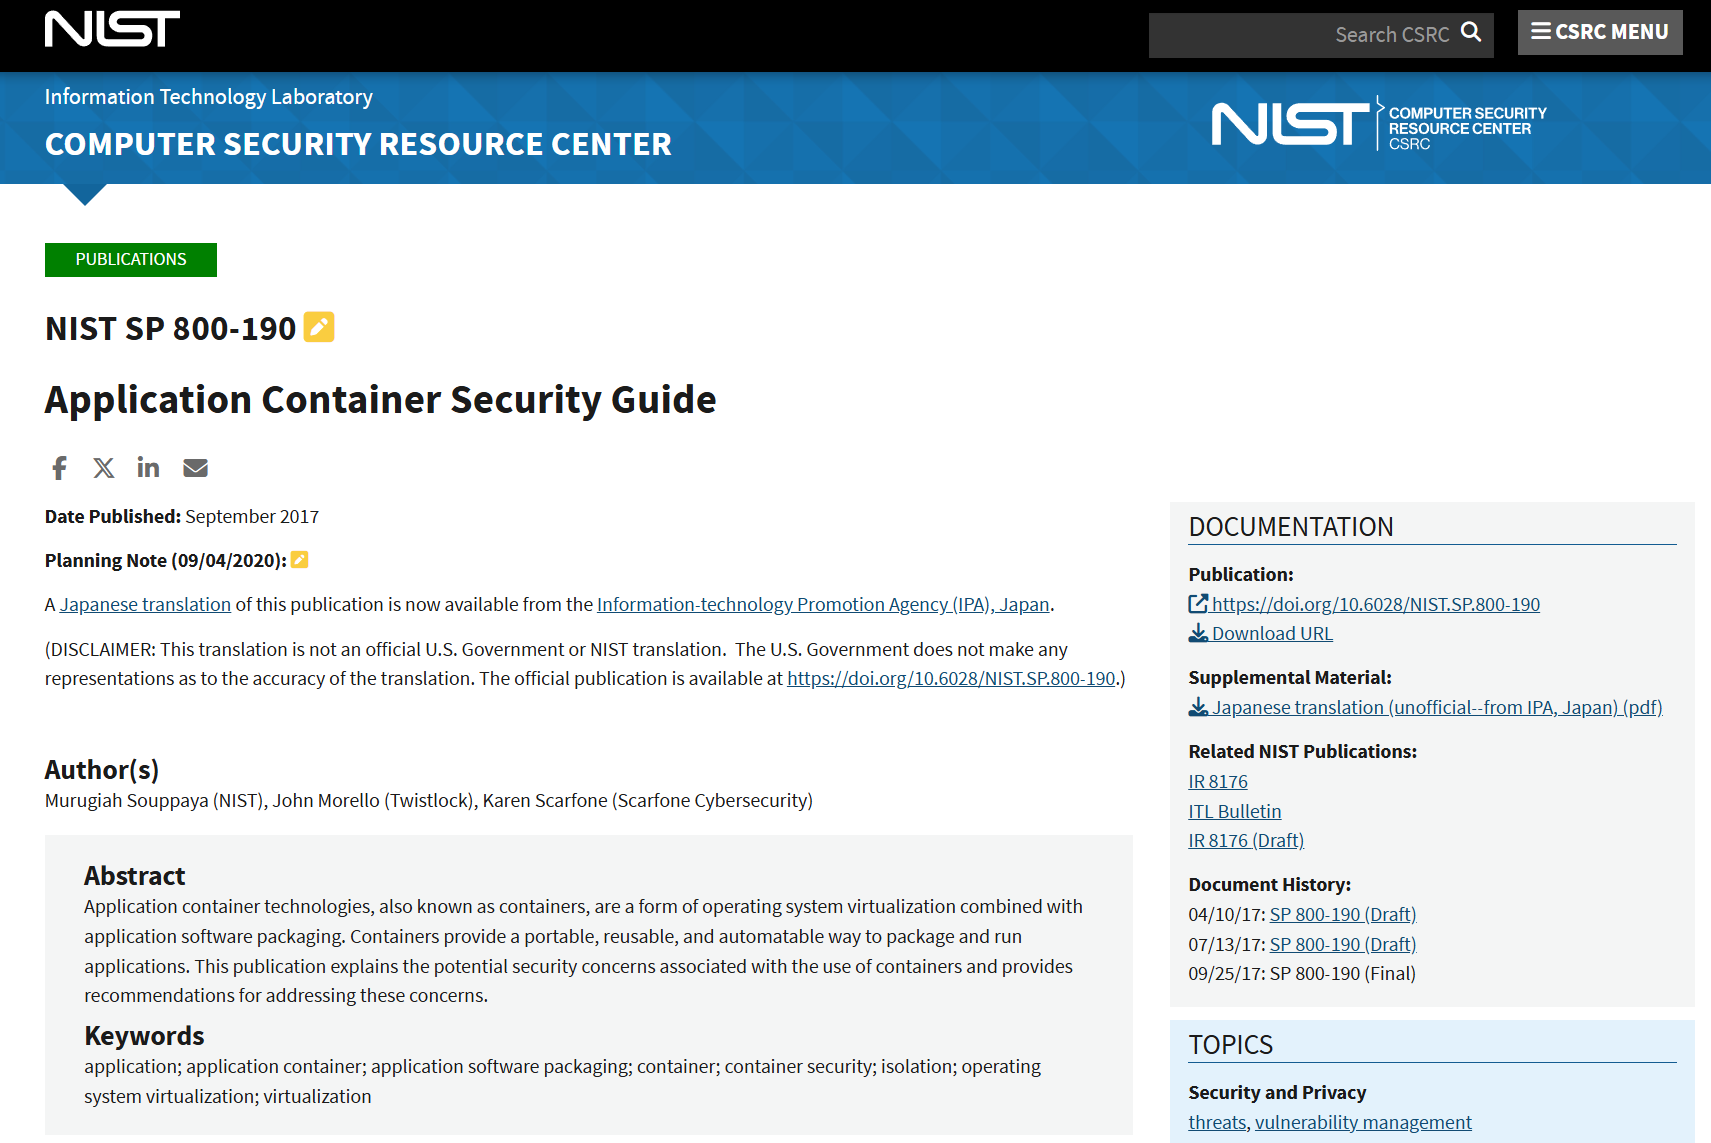 NIST
Search CSRC
CSRC MENU
Information Technology Laboratory
COMPUTER SECURITY RESOURCE CENTER
NIST
COMPUTER SECURITY
RESOURCE CENTER
CSRC
PUBLICATIONS
NIST SP 800-190
Application Container Security Guide
Date Published: September 2017
Planning Note (09/04/2020):
A Japanese translation of this publication is now available from the Information-technology Promotion Agency (IPA), Japan.
(DISCLAIMER: This translation is not an official U.S. Government or NIST translation.  The U.S. Government does not make any
representations as to the accuracy of the translation. The official publication is available at https://doi.org/10.6028/NIST.SP.800-190.)
Author(s)
Murugiah Souppaya (NIST), John Morello (Twistlock), Karen Scarfone (Scarfone Cybersecurity)
Abstract
Application container technologies, also known as containers, are a form of operating system virtualization combined with
application software packaging. Containers provide a portable, reusable, and automatable way to package and run
applications. This publication explains the potential security concerns associated with the use of containers and provides
recommendations for addressing these concerns.
Keywords
application; application container; application software packaging; container; container security; isolation; operating
system virtualization; virtualization
DOCUMENTATION
Publication:
https://doi.org/10.6028/NIST.SP.800-190
Download URL
Supplemental Material:
Japanese translation (unofficial--from IPA, Japan) (pdf)
Related NIST Publications:
IR 8176
ITL Bulletin
IR 8176 (Draft)
Document History:
04/10/17: SP 800-190 (Draft)
07/13/17: SP 800-190 (Draft)
09/25/17: SP 800-190 (Final)
TOPICS
Security and Privacy
threats, vulnerability management